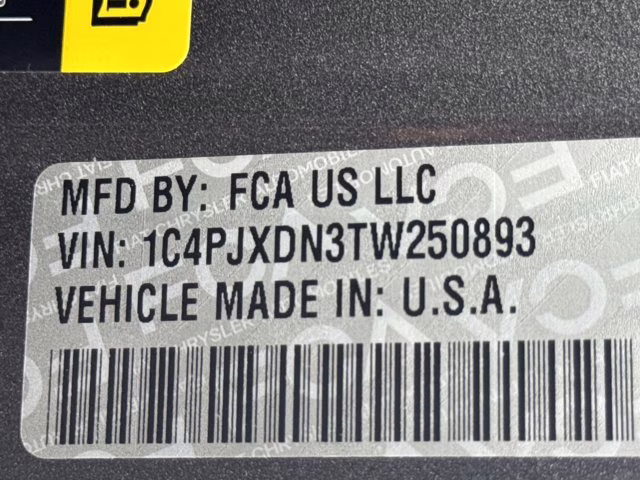 MFD BY: FCA US LLC
VIN: 1C4PJXDN3TW250893
VEHICLE MADE IN: U.S.A.